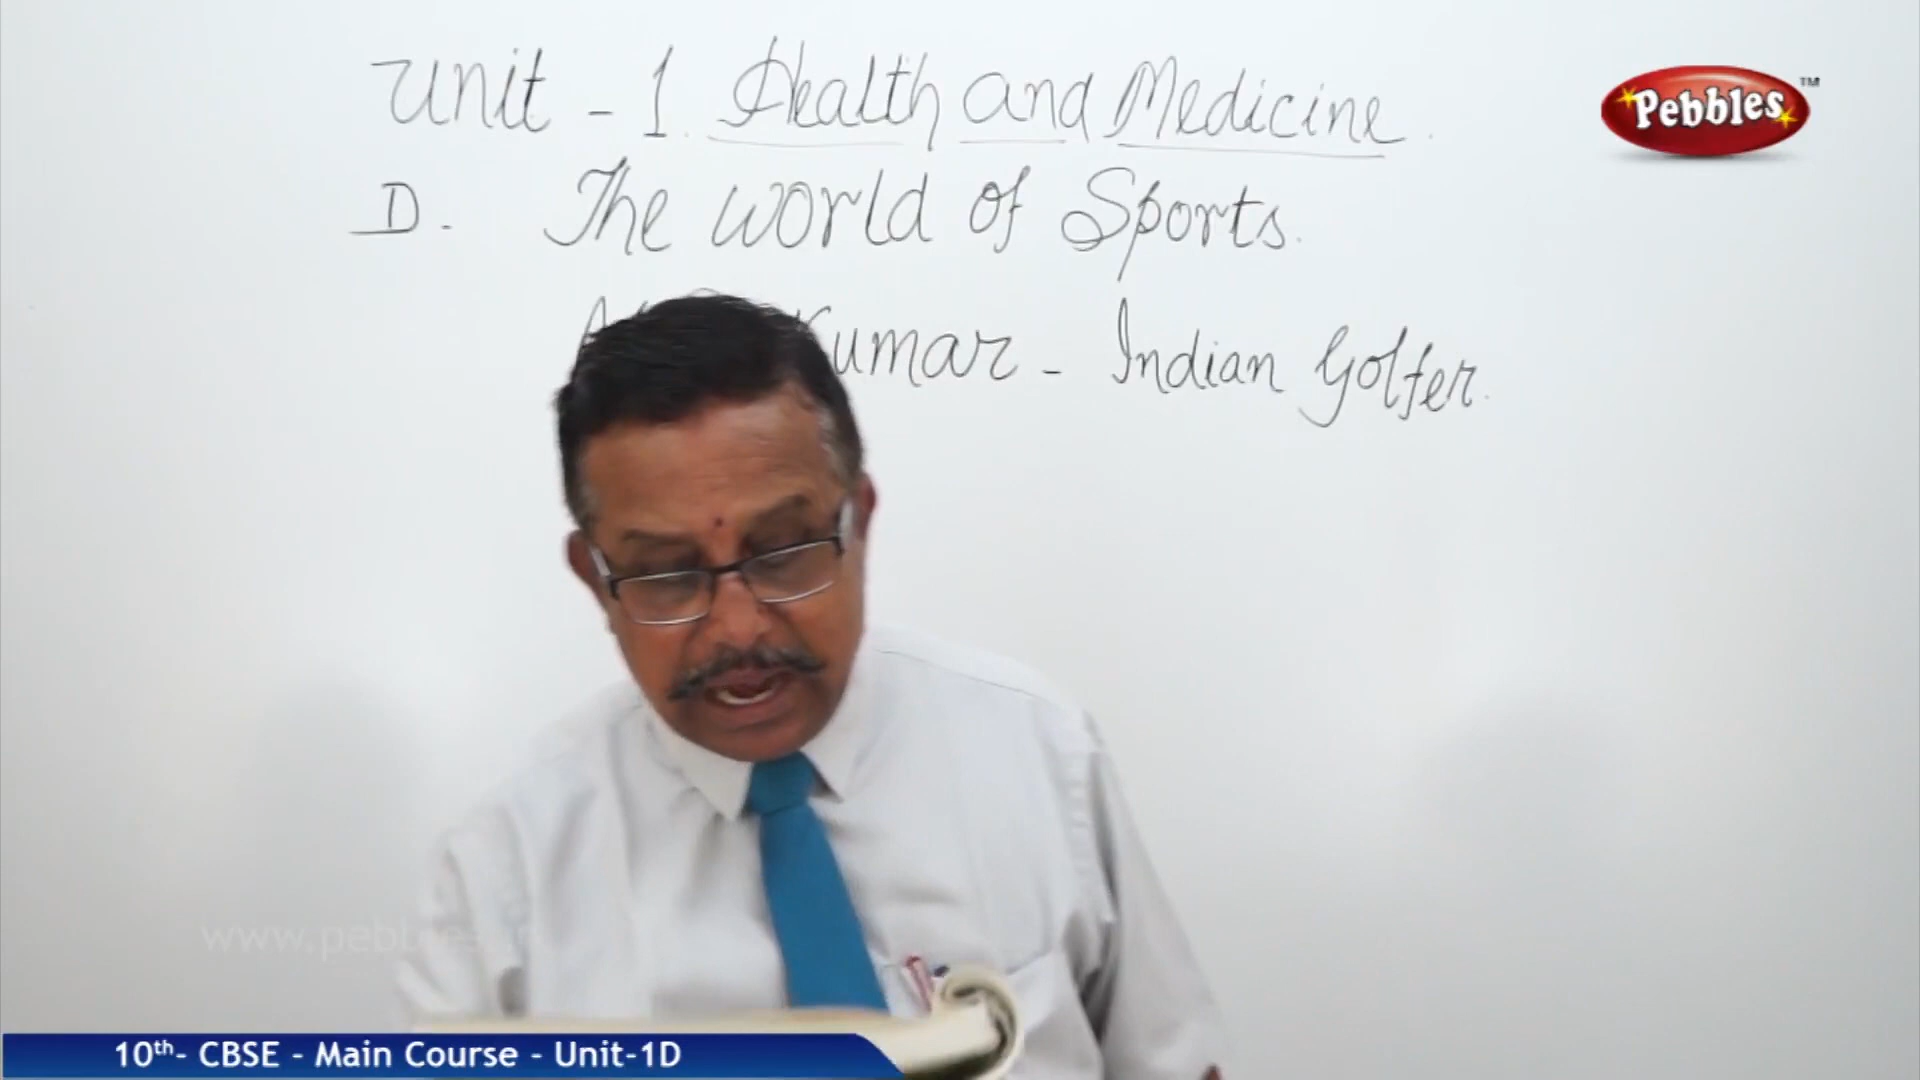 Unit - 1. Health and Medicine.
Pebbles TM
D. The world of Sports.
Kumar - Indian Golfer.
10th- CBSE - Main Course - Unit-1D